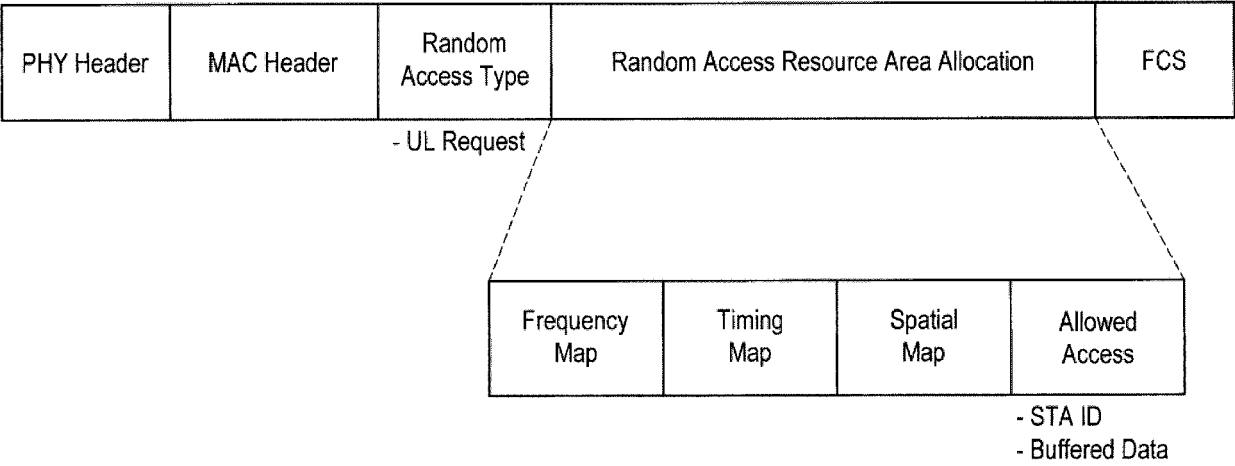 PHY Header
MAC Header
Random
Access Type
Random Access Resource Area Allocation
FCS
- UL Request
Frequency
Map
Timing
Map
Spatial
Map
Allowed
Access
- STA ID
- Buffered Data